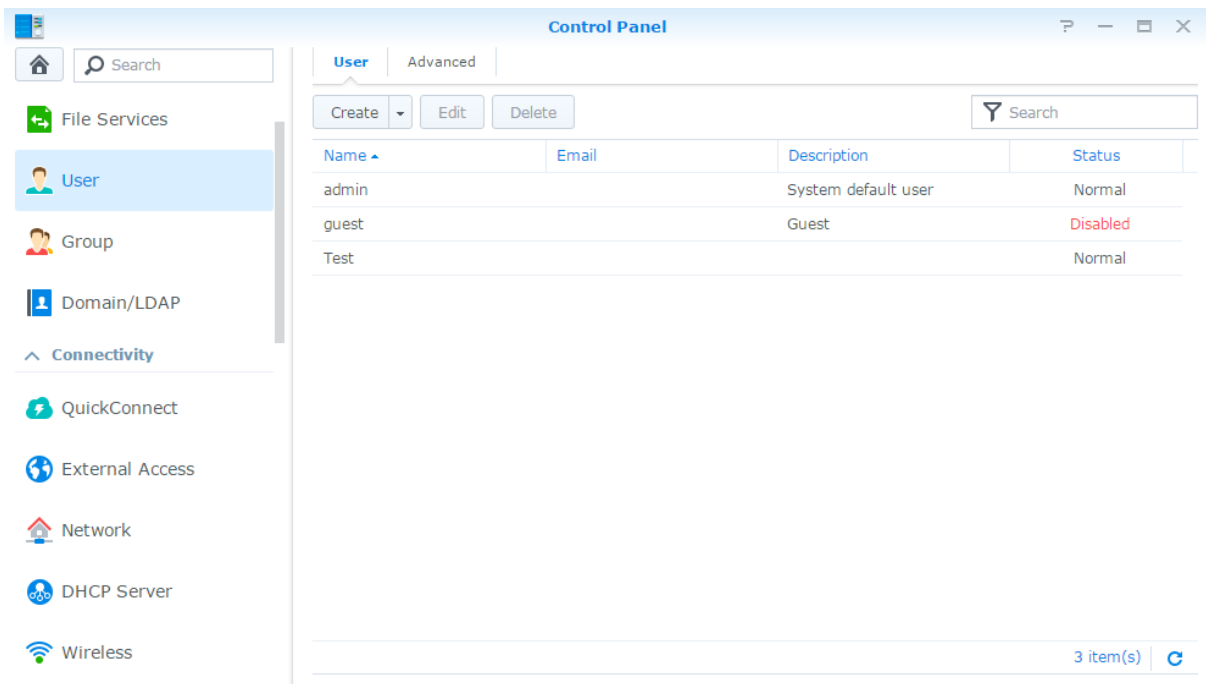 Control Panel
Search
File Services
User
Group
Domain/LDAP
Connectivity
QuickConnect
External Access
Network
DHCP Server
Wireless
User Advanced
Create Edit Delete Search
Name Email Description Status
admin System default user Normal
guest Guest Disabled
Test Normal
3 item(s)